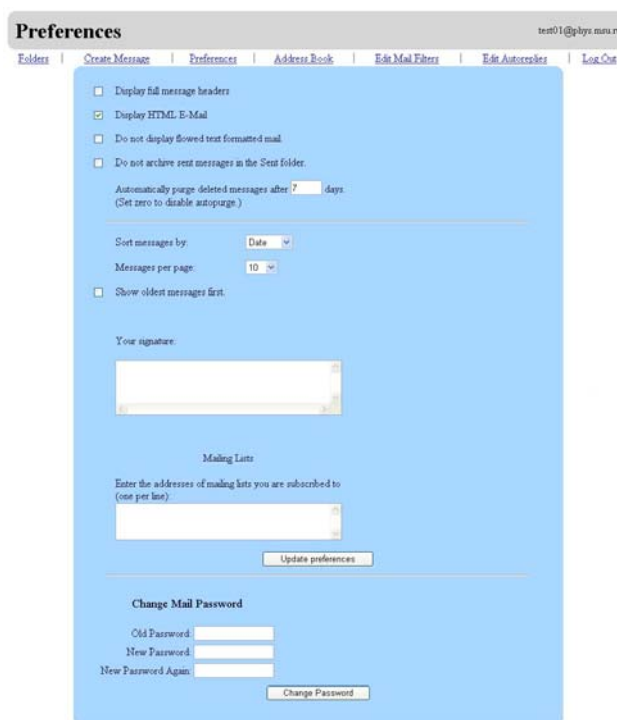 Preferences
test01@phys.msu.ru
Folders | Create Message | Preferences | Address Book | Edit Mail Filters | Edit Autoreplies | Log Out
Display full message headers
Display HTML E-Mail
Do not display flowed text formatted mail
Do not archive sent messages in the Sent folder.
Automatically purge deleted messages after 7 days.
(Set zero to disable autopurge.)
Sort messages by: Date
Messages per page: 10
Show oldest messages first.
Your signature:
Mailing Lists
Enter the addresses of mailing lists you are subscribed to
(one per line):
Update preferences
Change Mail Password
Old Password:
New Password:
New Password Again:
Change Password